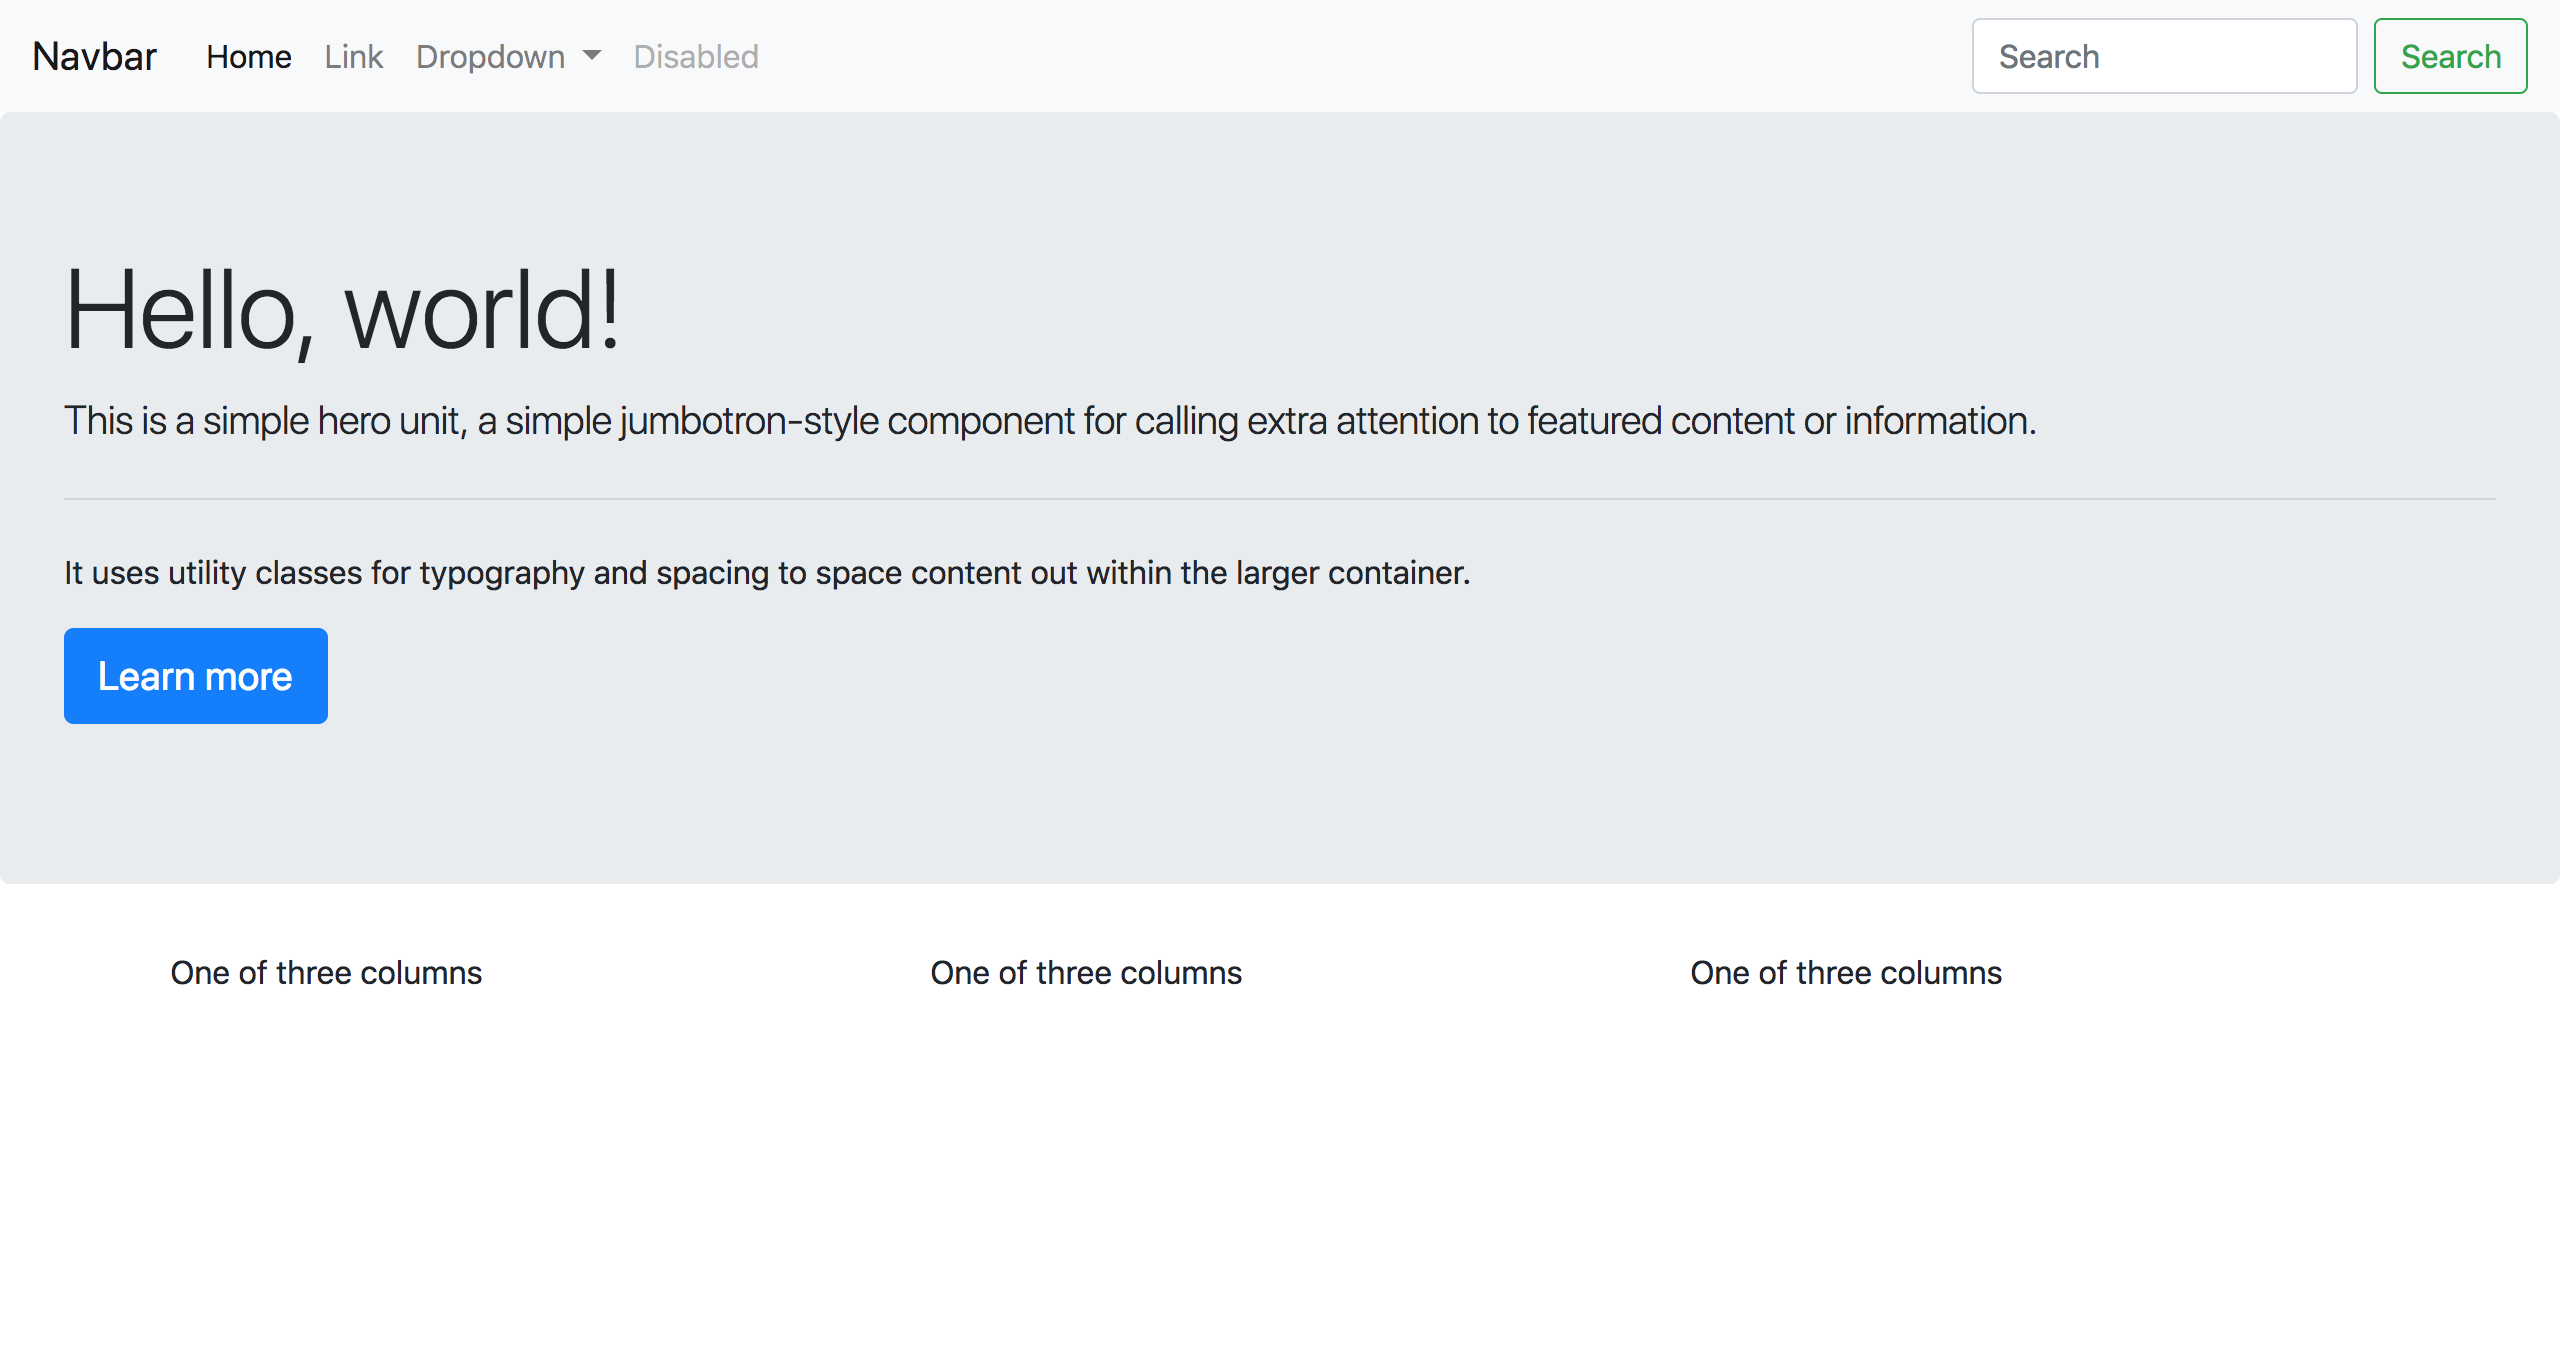 Navbar Home Link Dropdown Disabled Search Search
Hello, world!
This is a simple hero unit, a simple jumbotron-style component for calling extra attention to featured content or information.
It uses utility classes for typography and spacing to space content out within the larger container.
Learn more
One of three columns One of three columns One of three columns